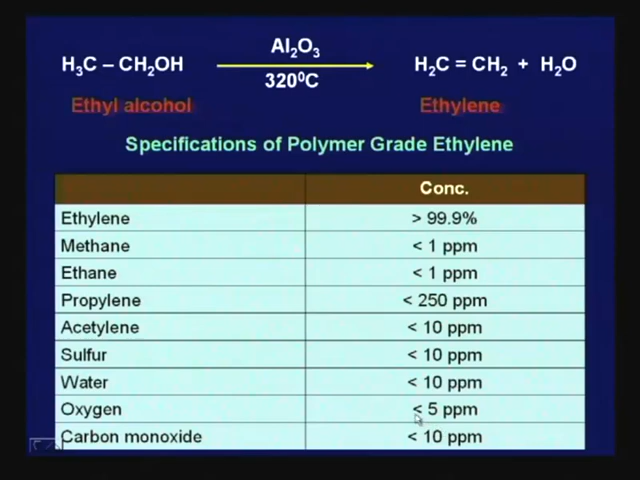 Al₂O₃
H₃C – CH₂OH H₂C = CH₂ + H₂O
320⁰C
Ethyl alcohol Ethylene
Specifications of Polymer Grade Ethylene
Conc.
Ethylene > 99.9%
Methane < 1 ppm
Ethane < 1 ppm
Propylene < 250 ppm
Acetylene < 10 ppm
Sulfur < 10 ppm
Water < 10 ppm
Oxygen < 5 ppm
Carbon monoxide < 10 ppm